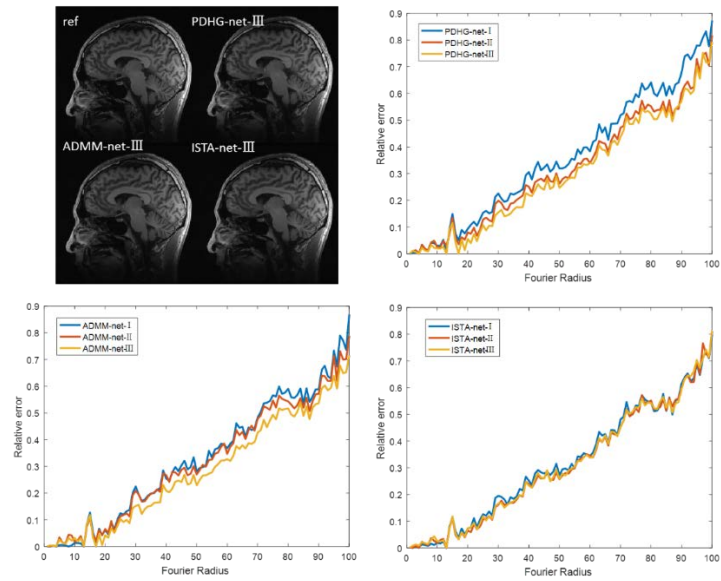 ref
PDHG-net-Ⅲ
ADMM-net-Ⅲ
ISTA-net-Ⅲ
0.9
0.8
0.7
0.6
0.5
0.4
0.3
0.2
0.1
0
Relative error
PDHG-net-Ⅰ
PDHG-net-Ⅱ
PDHG-net-Ⅲ
0 10 20 30 40 50 60 70 80 90 100
Fourier Radius
0.9
0.8
0.7
0.6
0.5
0.4
0.3
0.2
0.1
0
Relative error
ADMM-net-Ⅰ
ADMM-net-Ⅱ
ADMM-net-Ⅲ
0 10 20 30 40 50 60 70 80 90 100
Fourier Radius
0.9
0.8
0.7
0.6
0.5
0.4
0.3
0.2
0.1
0
Relative error
ISTA-net-Ⅰ
ISTA-net-Ⅱ
ISTA-net-Ⅲ
0 10 20 30 40 50 60 70 80 90 100
Fourier Radius